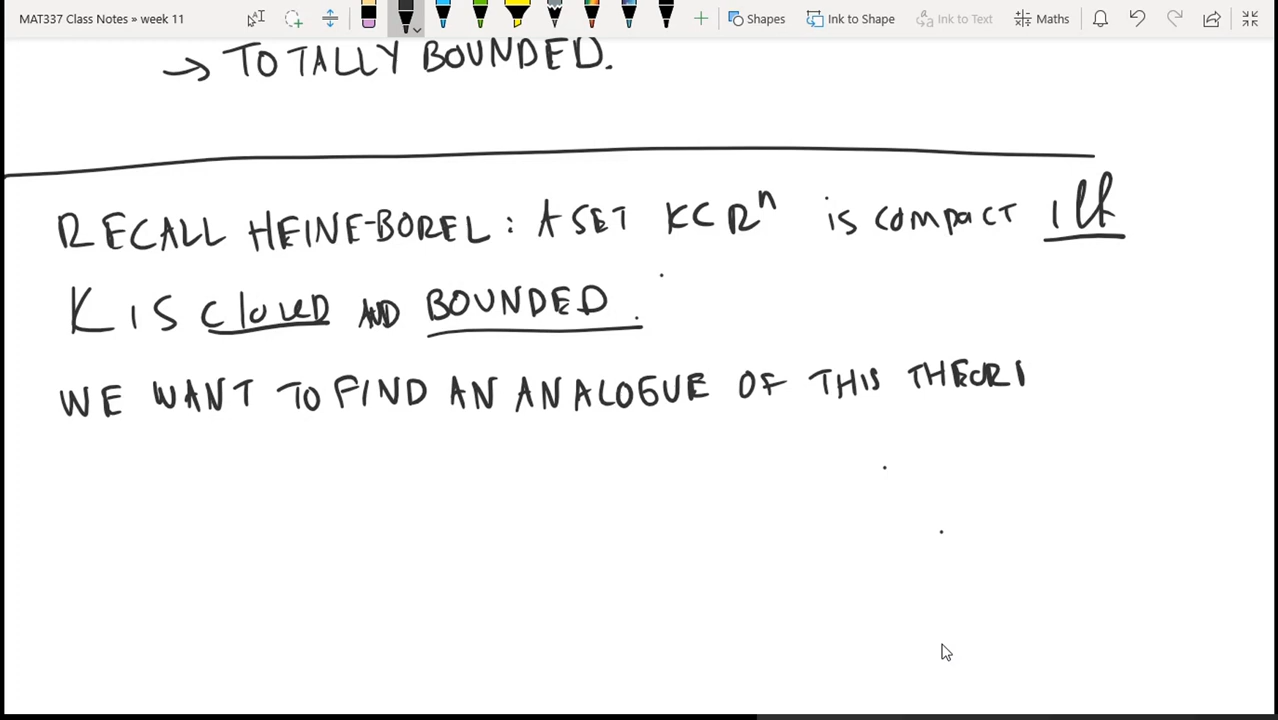 MAT337 Class Notes » week 11
Shapes
Ink to Shape
Ink to Text
Maths
→ TOTALLY BOUNDED.
RECALL HEINE-BOREL: A SET K⊂Rⁿ is compact iff
K IS CLOSED AND BOUNDED.
WE WANT TO FIND AN ANALOGUE OF THIS THEORI